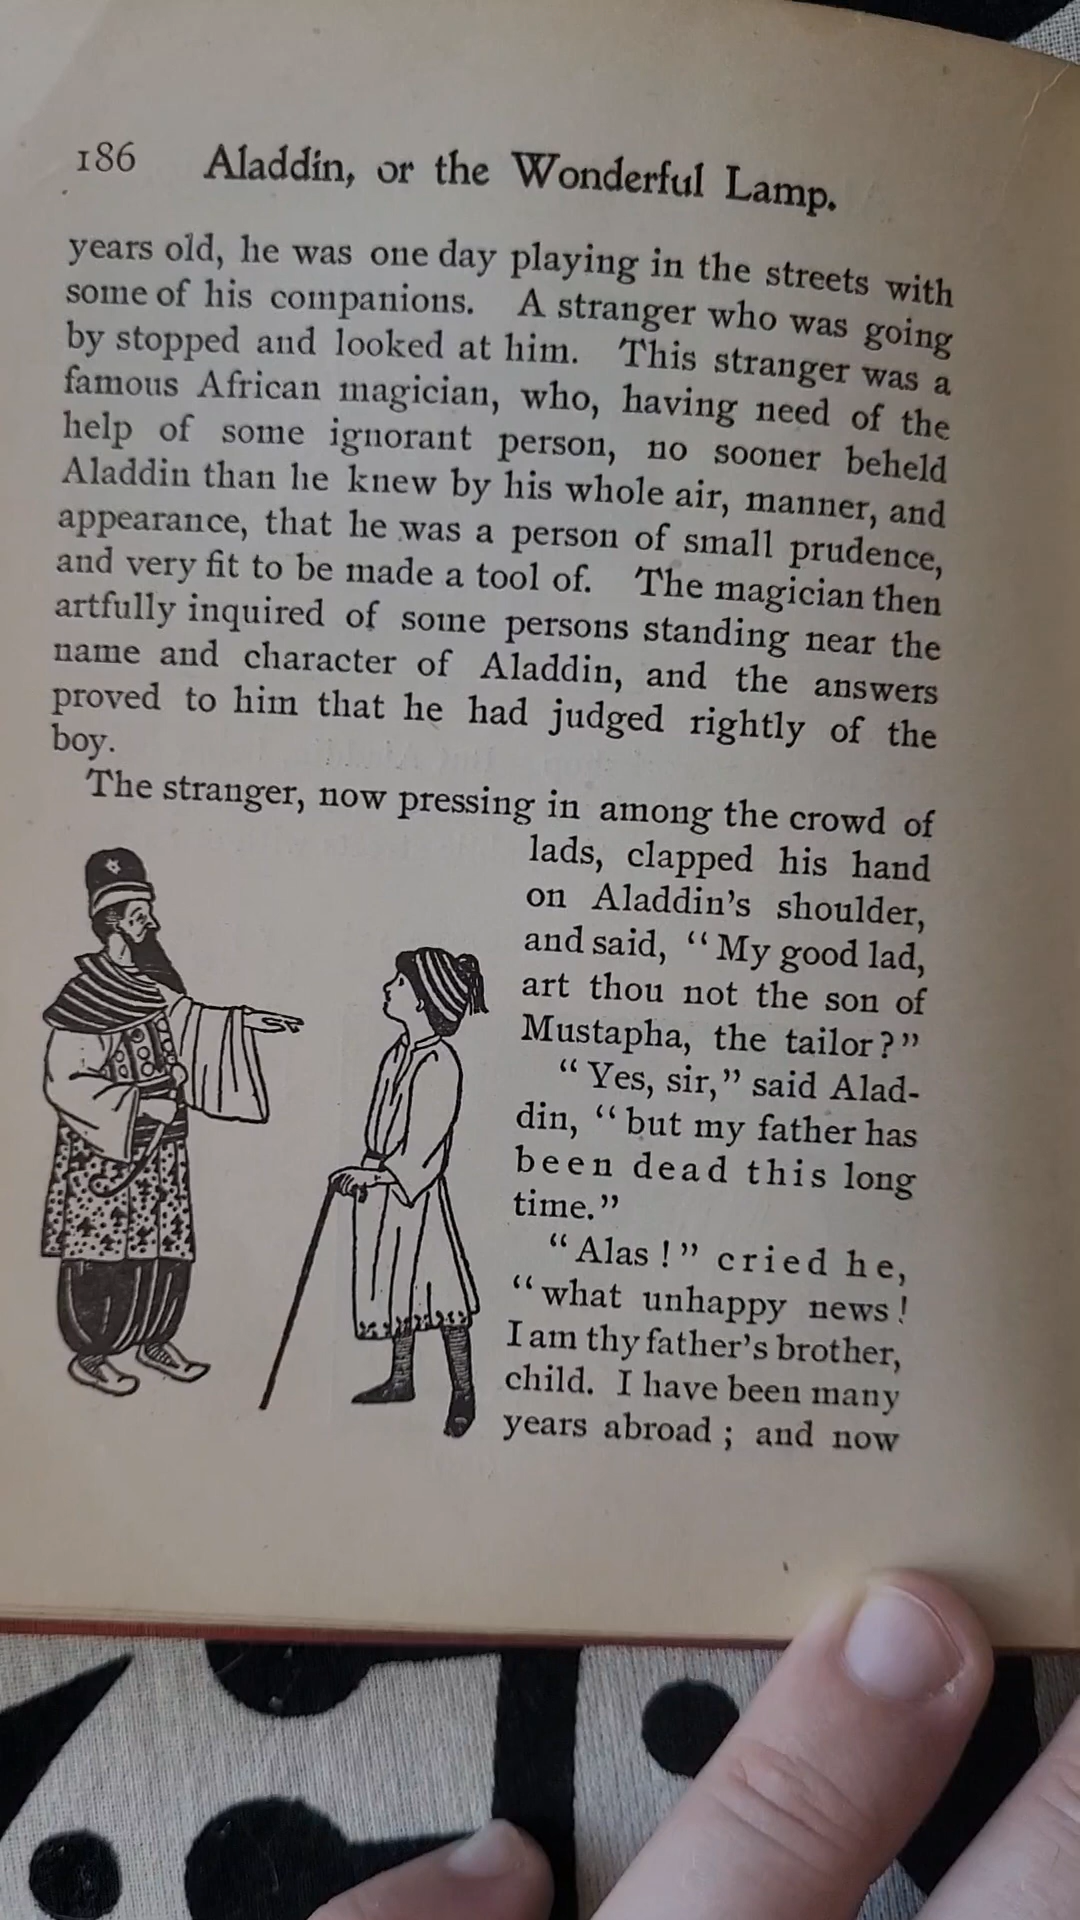 186 Aladdin, or the Wonderful Lamp.
years old, he was one day playing in the streets with
some of his companions. A stranger who was going
by stopped and looked at him. This stranger was a
famous African magician, who, having need of the
help of some ignorant person, no sooner beheld
Aladdin than he knew by his whole air, manner, and
appearance, that he was a person of small prudence,
and very fit to be made a tool of. The magician then
artfully inquired of some persons standing near the
name and character of Aladdin, and the answers
proved to him that he had judged rightly of the
boy.
The stranger, now pressing in among the crowd of
lads, clapped his hand
on Aladdin's shoulder,
and said, “My good lad,
art thou not the son of
Mustapha, the tailor?”
“Yes, sir,” said Alad-
din, “but my father has
been dead this long
time.”
“Alas!” cried he,
“what unhappy news!
I am thy father's brother,
child. I have been many
years abroad; and now